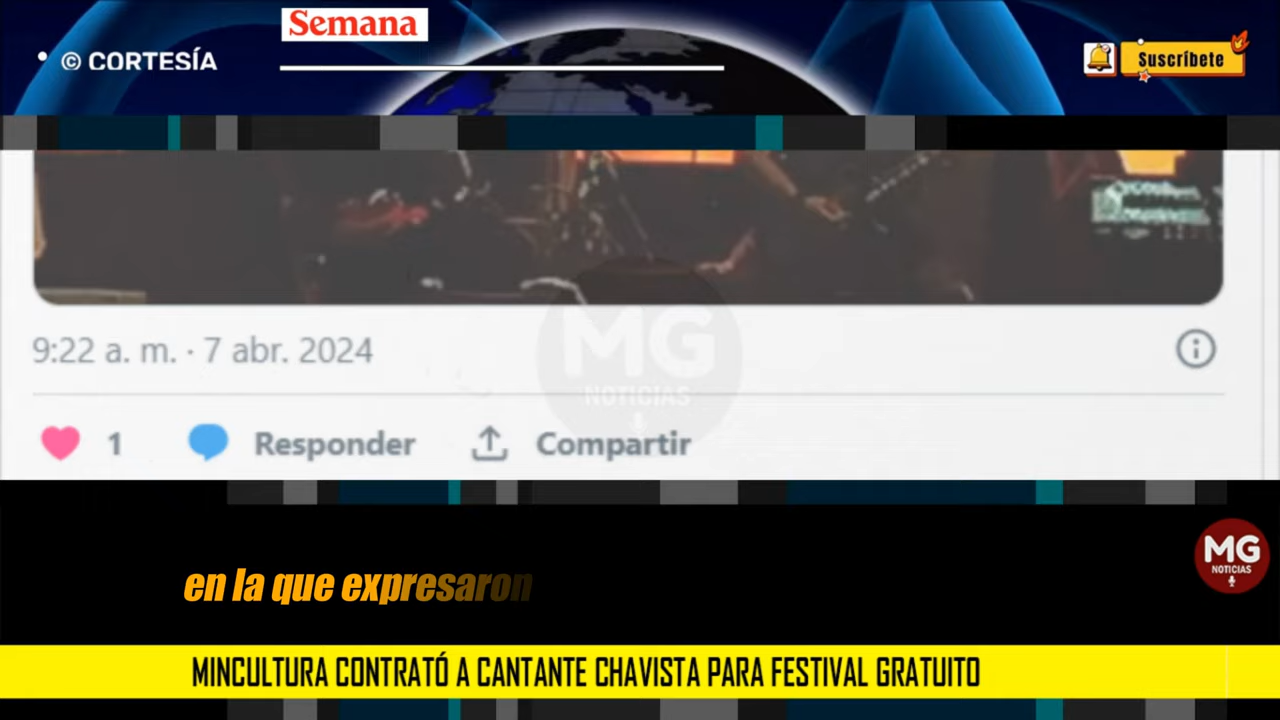 Semana
© CORTESÍA
Suscríbete
MG
NOTICIAS
9:22 a. m. · 7 abr. 2024
1
Responder
Compartir
en la que expresaron
MG
NOTICIAS
MINCULTURA CONTRATÓ A CANTANTE CHAVISTA PARA FESTIVAL GRATUITO